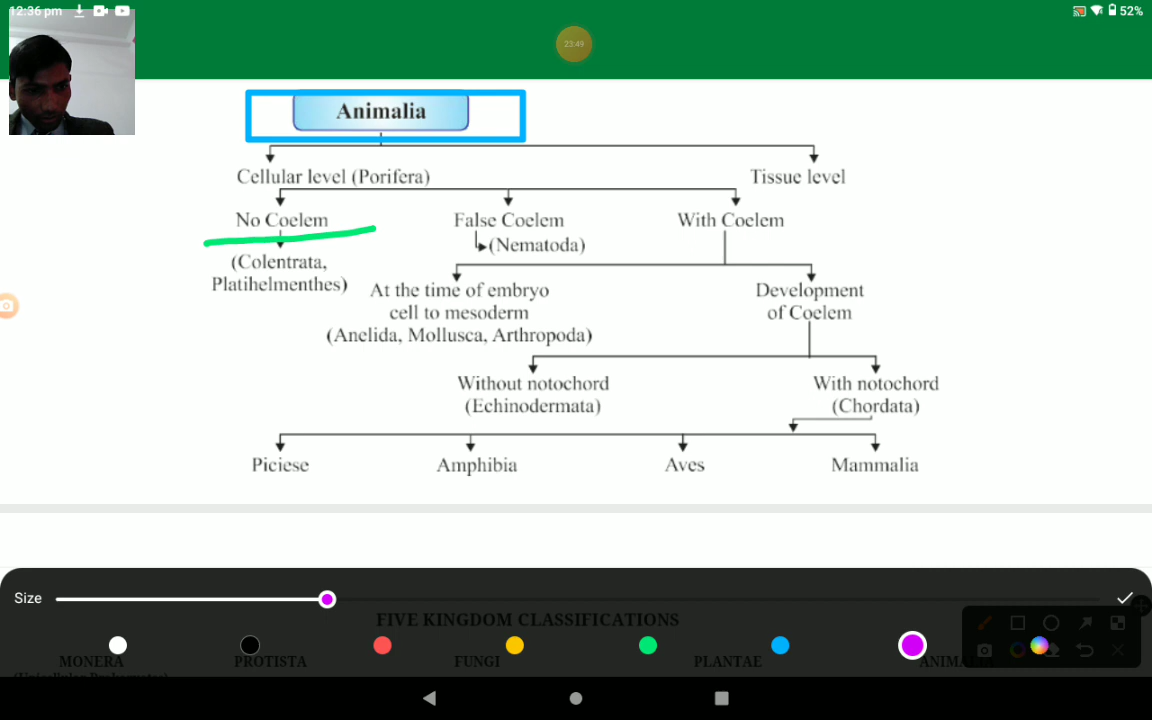 12:36 pm
52%
23:49
Animalia
Cellular level (Porifera)
Tissue level
No Coelem
False Coelem
With Coelem
(Nematoda)
(Colentrata,
Platihelmenthes)
At the time of embryo
cell to mesoderm
(Anelida, Mollusca, Arthropoda)
Development
of Coelem
Without notochord
(Echinodermata)
With notochord
(Chordata)
Piciese
Amphibia
Aves
Mammalia
Size
FIVE KINGDOM CLASSIFICATIONS
MONERA
PROTISTA
FUNGI
PLANTAE